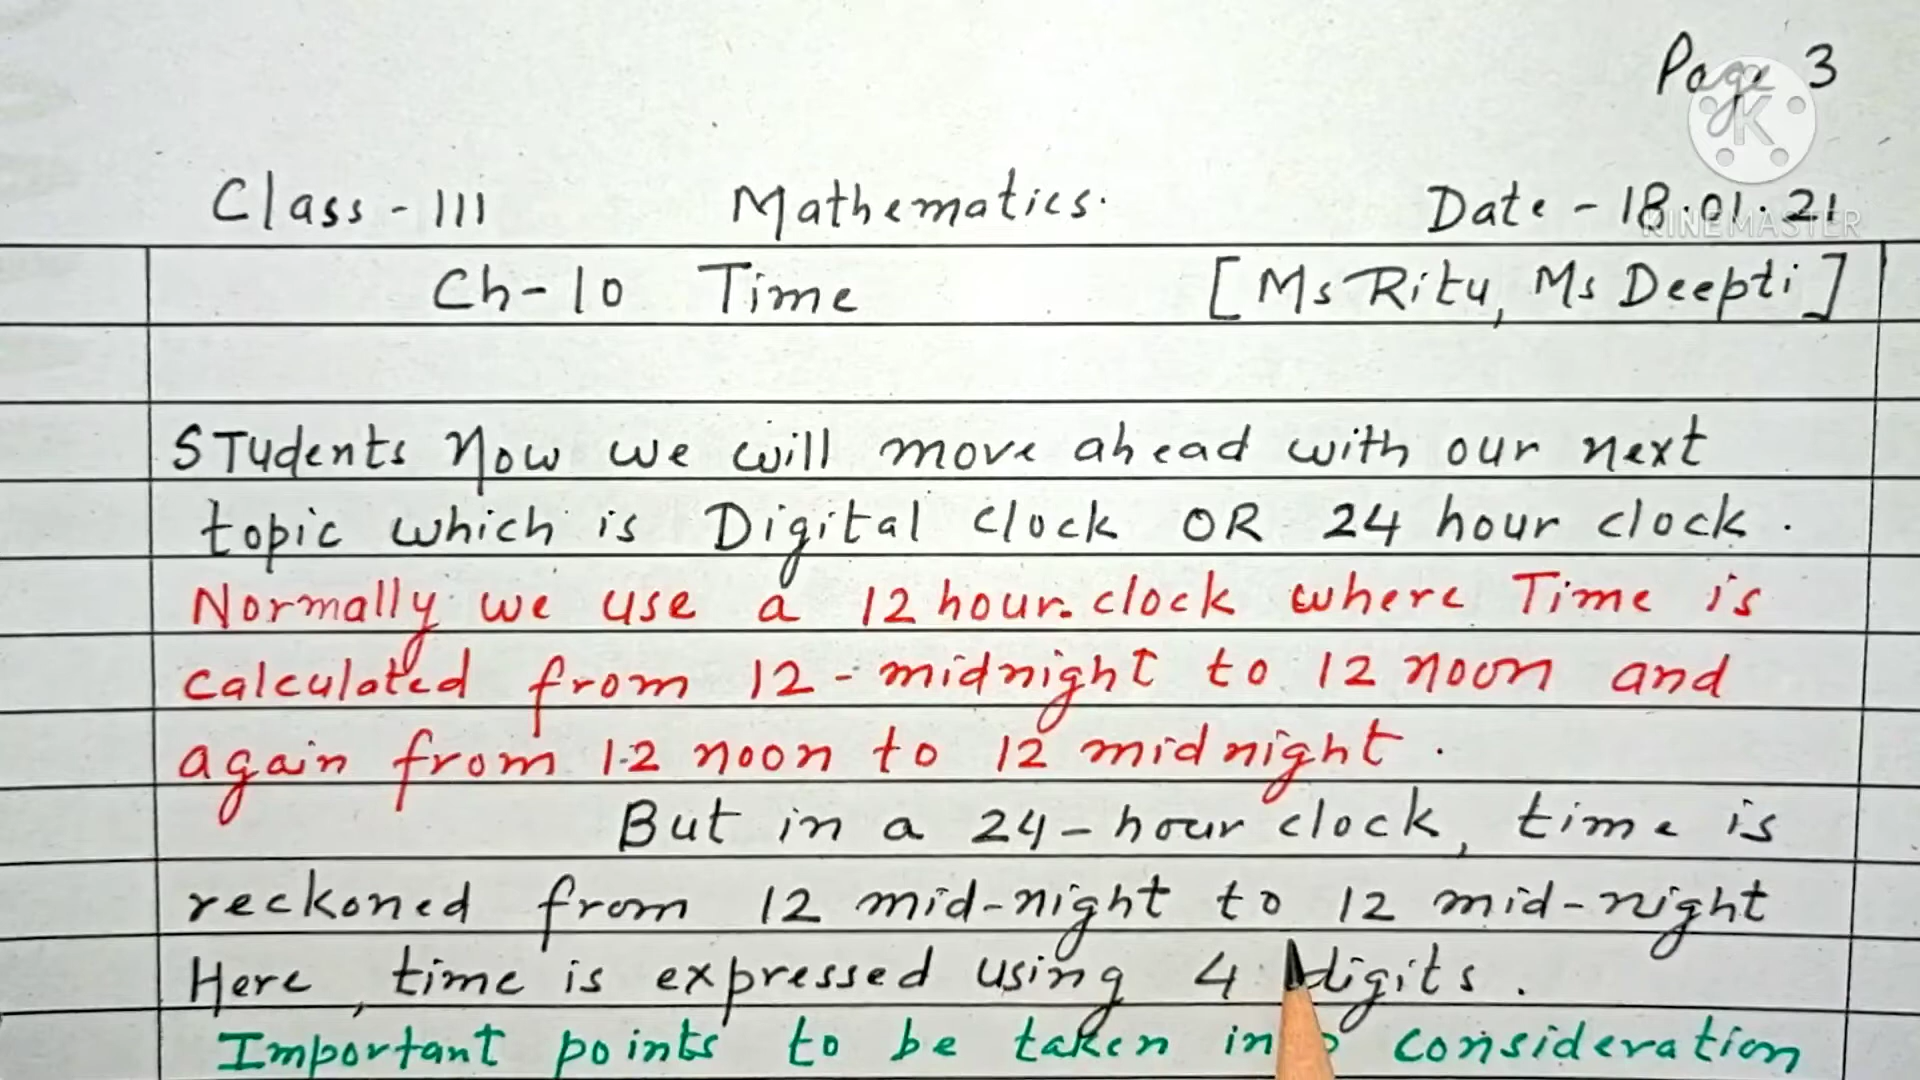 Page 3
Class - III Mathematics. Date - 18.01.21
KINEMASTER
Ch-10 Time [Ms Ritu, Ms Deepti]
STudents Now we will move ahead with our next
topic which is Digital Clock OR 24 hour clock.
Normally we use a 12 hour. clock where Time is
calculated from 12 - midnight to 12 noon and
again from 12 noon to 12 midnight.
But in a 24-hour clock, time is
reckoned from 12 mid-night to 12 mid-night
Here, time is expressed using 4 digits.
Important points to be taken into consideration